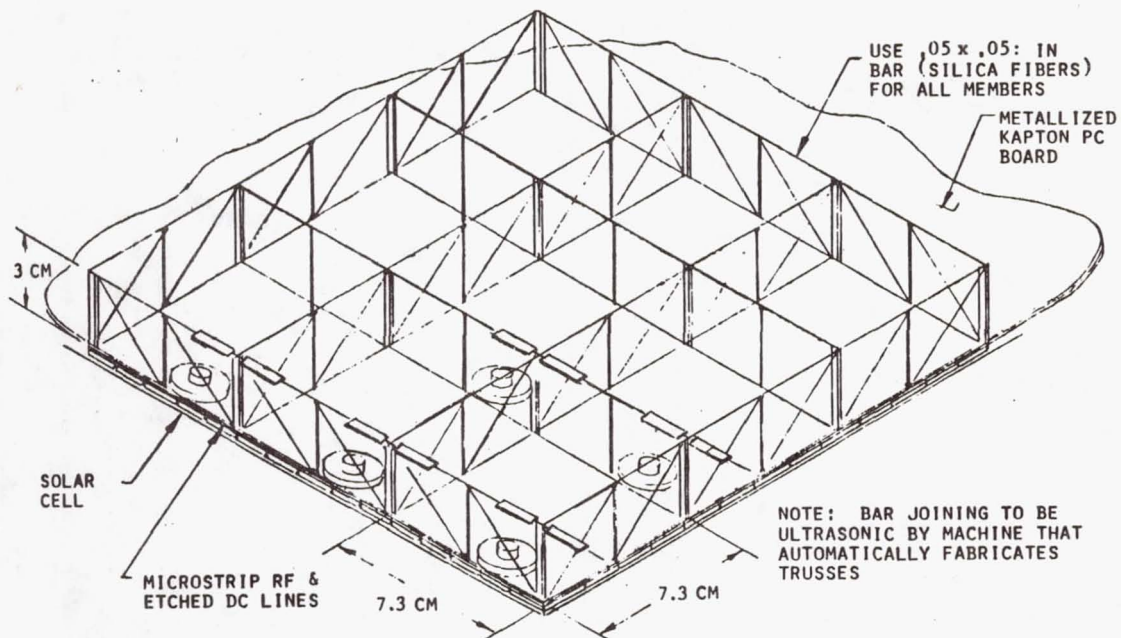 USE .05 x .05: IN
BAR (SILICA FIBERS)
FOR ALL MEMBERS
METALLIZED
KAPTON PC
BOARD
3 CM
SOLAR
CELL
MICROSTRIP RF &
ETCHED DC LINES
7.3 CM
7.3 CM
NOTE: BAR JOINING TO BE
ULTRASONIC BY MACHINE THAT
AUTOMATICALLY FABRICATES
TRUSSES